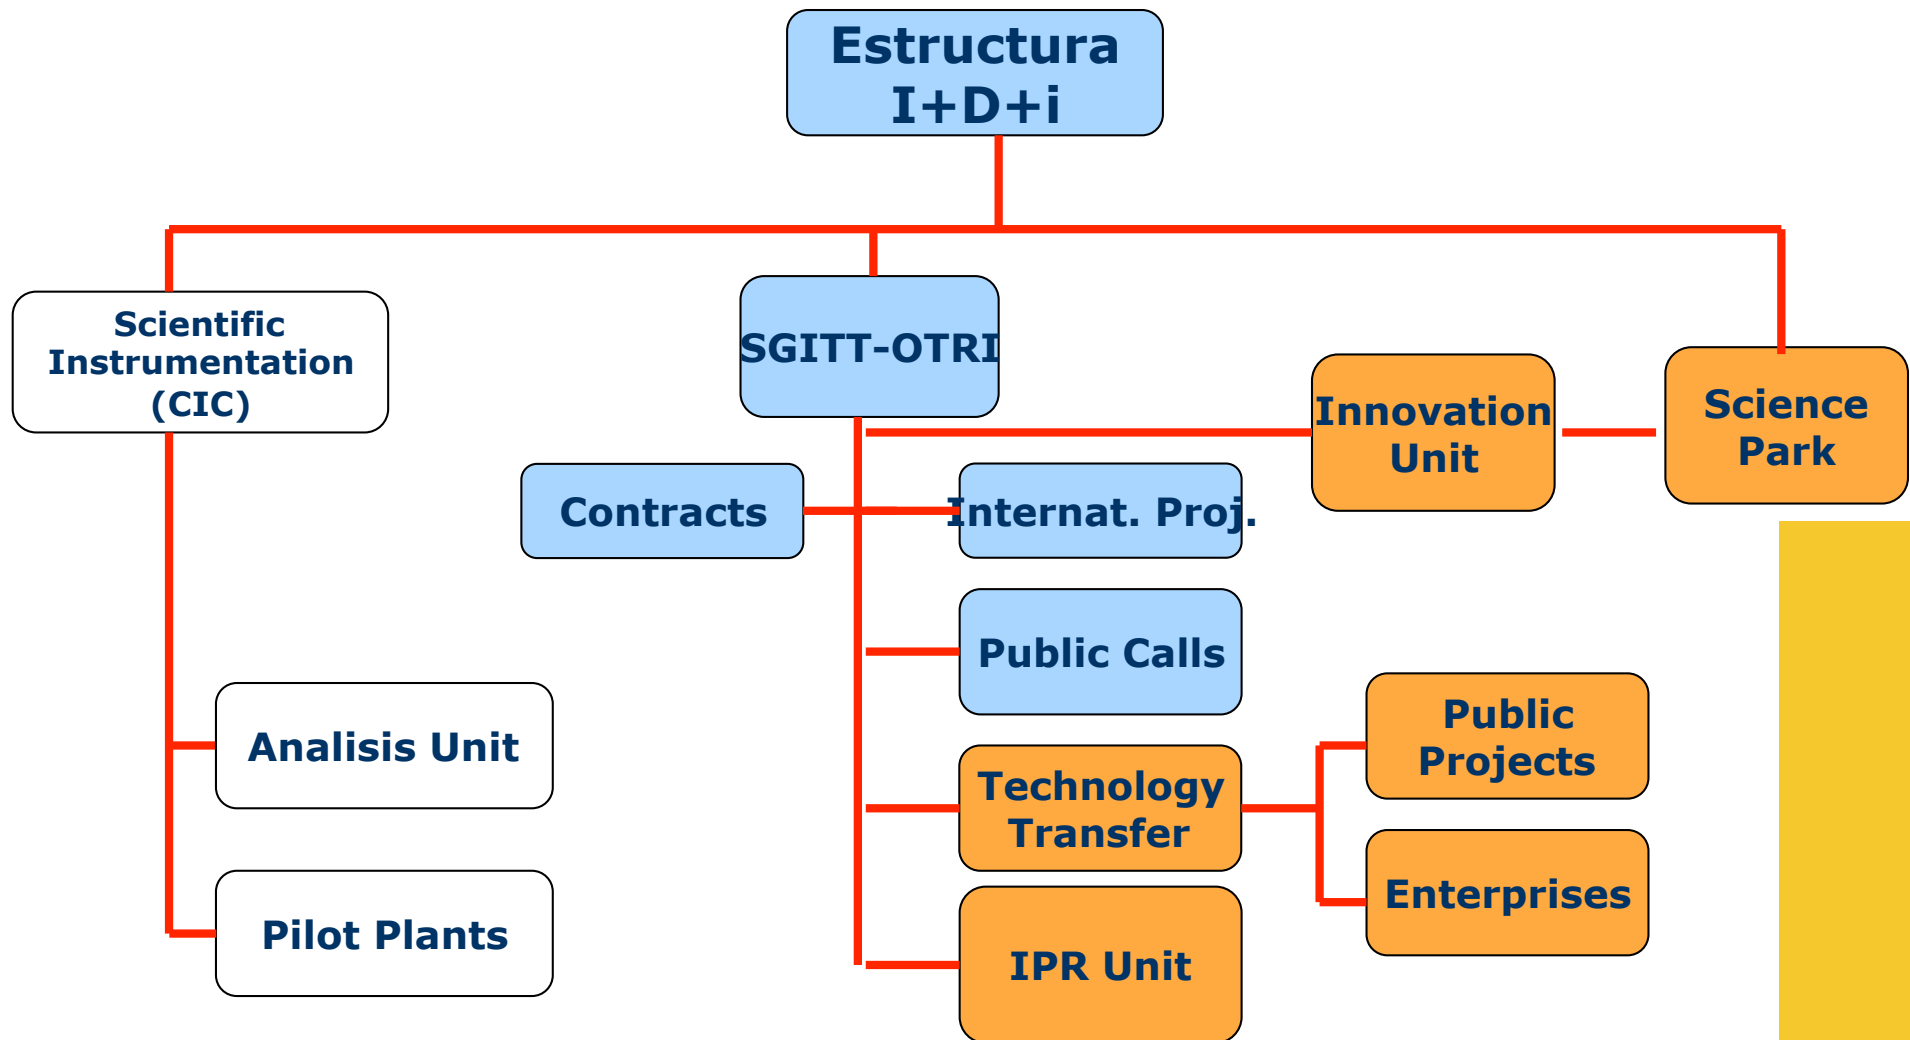 Estructura
I+D+i
Scientific
Instrumentation
(CIC)
SGITT-OTRI
Innovation
Unit
Science
Park
Contracts
Internat. Proj.
Public Calls
Analisis Unit
Technology
Transfer
Public
Projects
Enterprises
Pilot Plants
IPR Unit